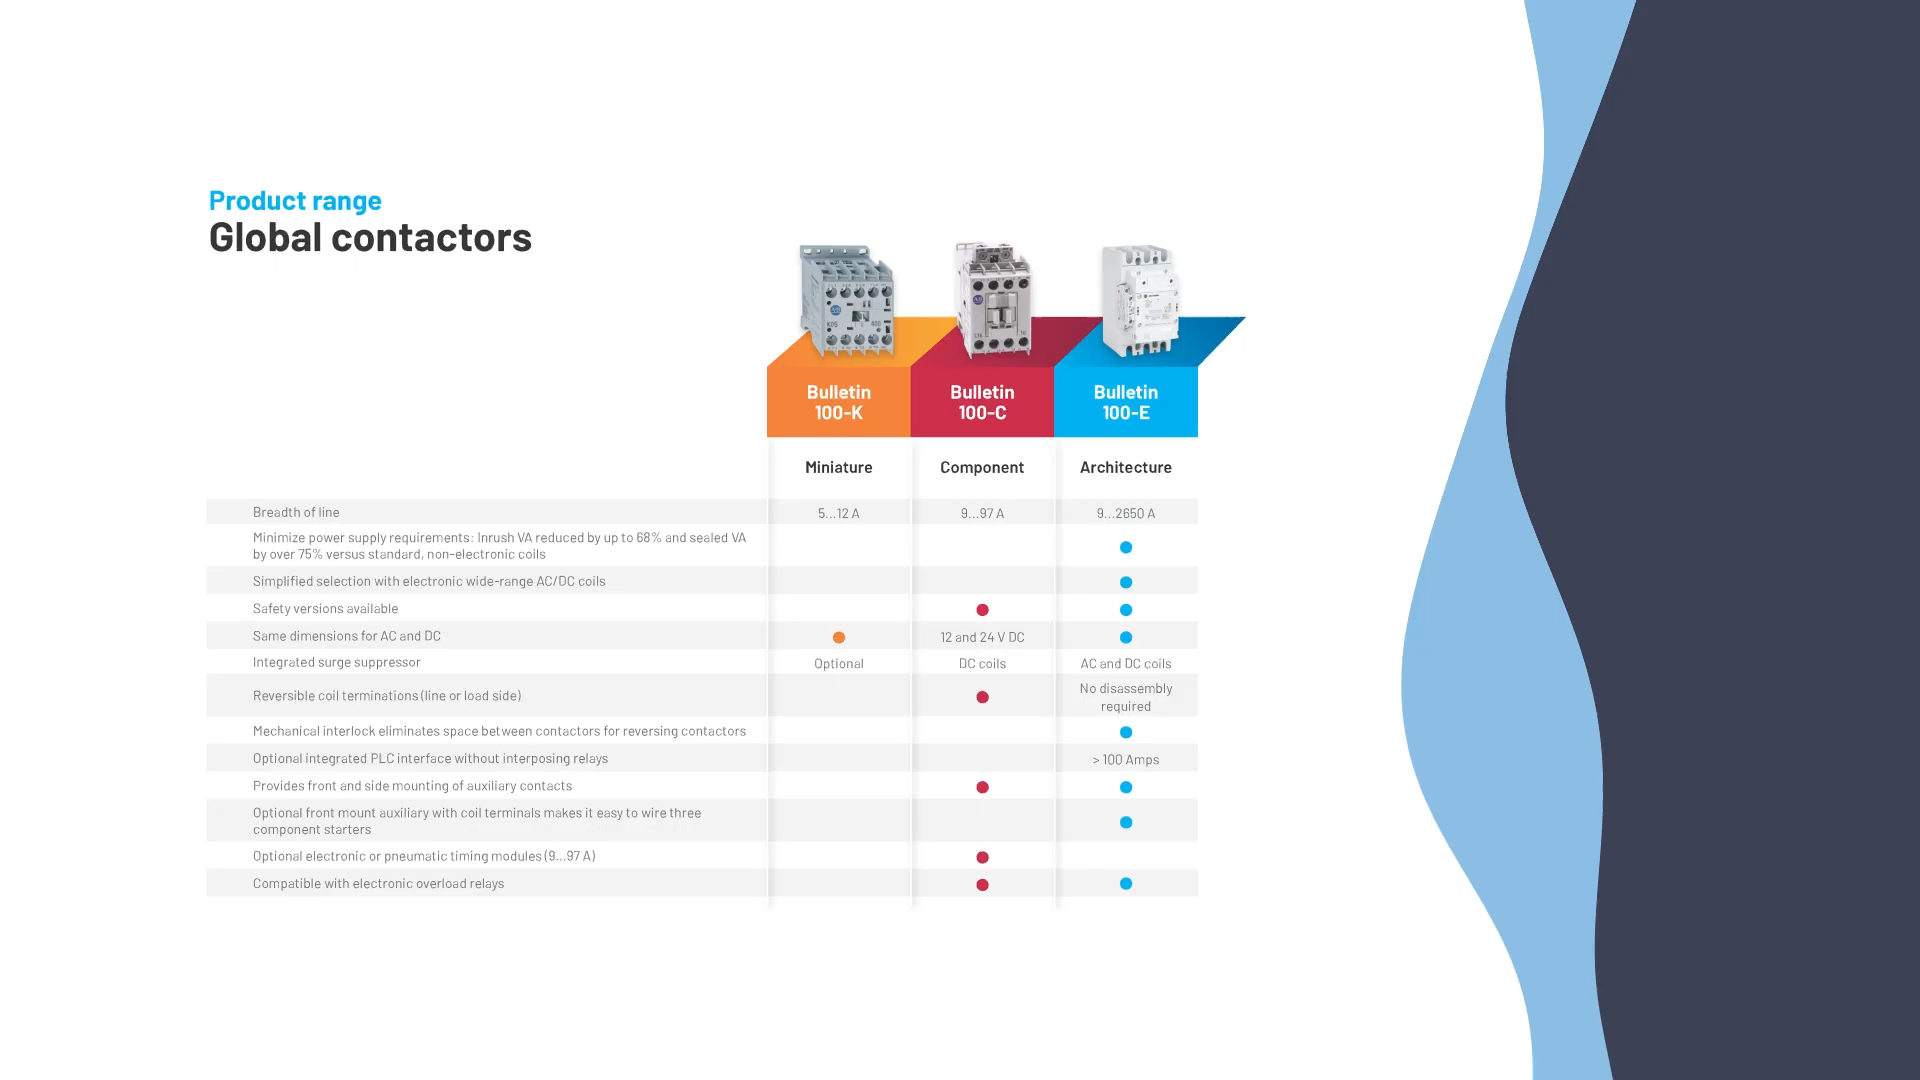 Product range
Global contactors
Bulletin
100-K
Bulletin
100-C
Bulletin
100-E
Miniature
Component
Architecture
Breadth of line
5...12 A
9...97 A
9...2650 A
Minimize power supply requirements: Inrush VA reduced by up to 68% and sealed VA
by over 75% versus standard, non-electronic coils
Simplified selection with electronic wide-range AC/DC coils
Safety versions available
Same dimensions for AC and DC
12 and 24 V DC
Integrated surge suppressor
Optional
DC coils
AC and DC coils
Reversible coil terminations (line or load side)
No disassembly
required
Mechanical interlock eliminates space between contactors for reversing contactors
Optional integrated PLC interface without interposing relays
> 100 Amps
Provides front and side mounting of auxiliary contacts
Optional front mount auxiliary with coil terminals makes it easy to wire three
component starters
Optional electronic or pneumatic timing modules (9...97 A)
Compatible with electronic overload relays